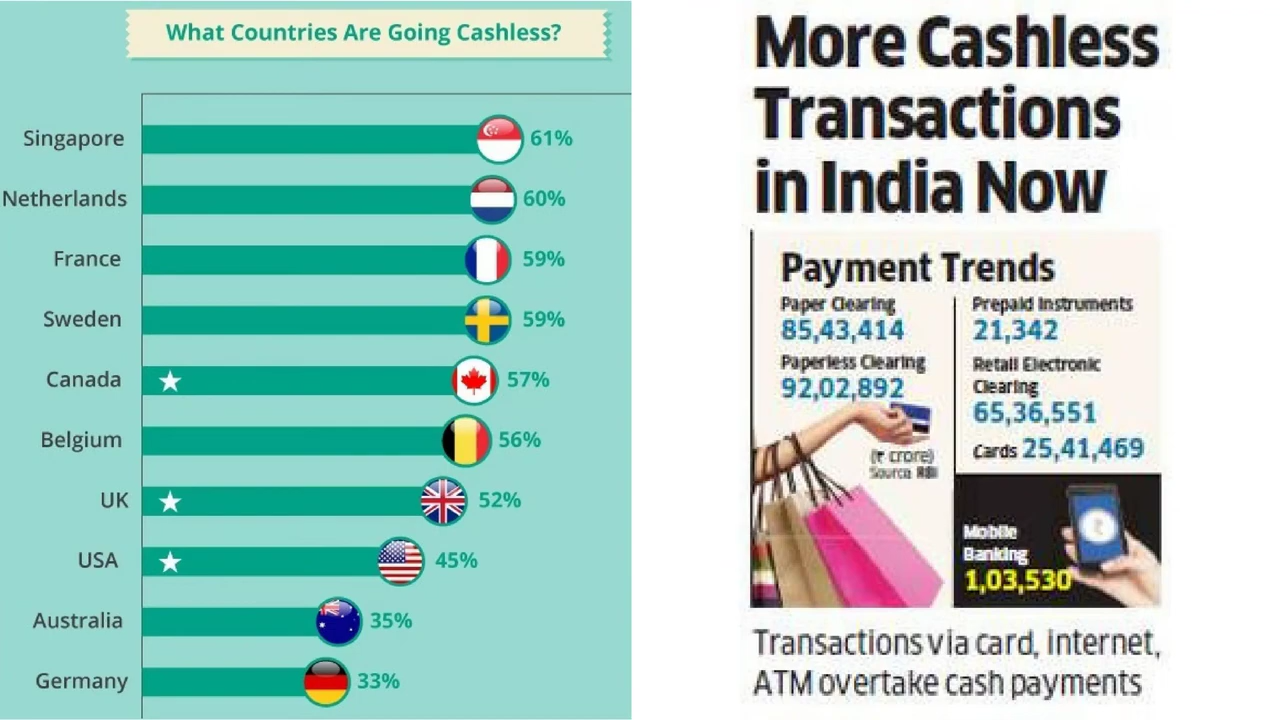 What Countries Are Going Cashless?
Singapore 61%
Netherlands 60%
France 59%
Sweden 59%
Canada 57%
Belgium 56%
UK 52%
USA 45%
Australia 35%
Germany 33%
More Cashless
Transactions
in India Now
Payment Trends
Paper Clearing
85,43,414
Paperless Clearing
92,02,892
(₹ crore)
Source: RBI
Prepaid Instruments
21,342
Retail Electronic
Clearing
65,36,551
Cards 25,41,469
Mobile
Banking
1,03,530
Transactions via card, internet,
ATM overtake cash payments